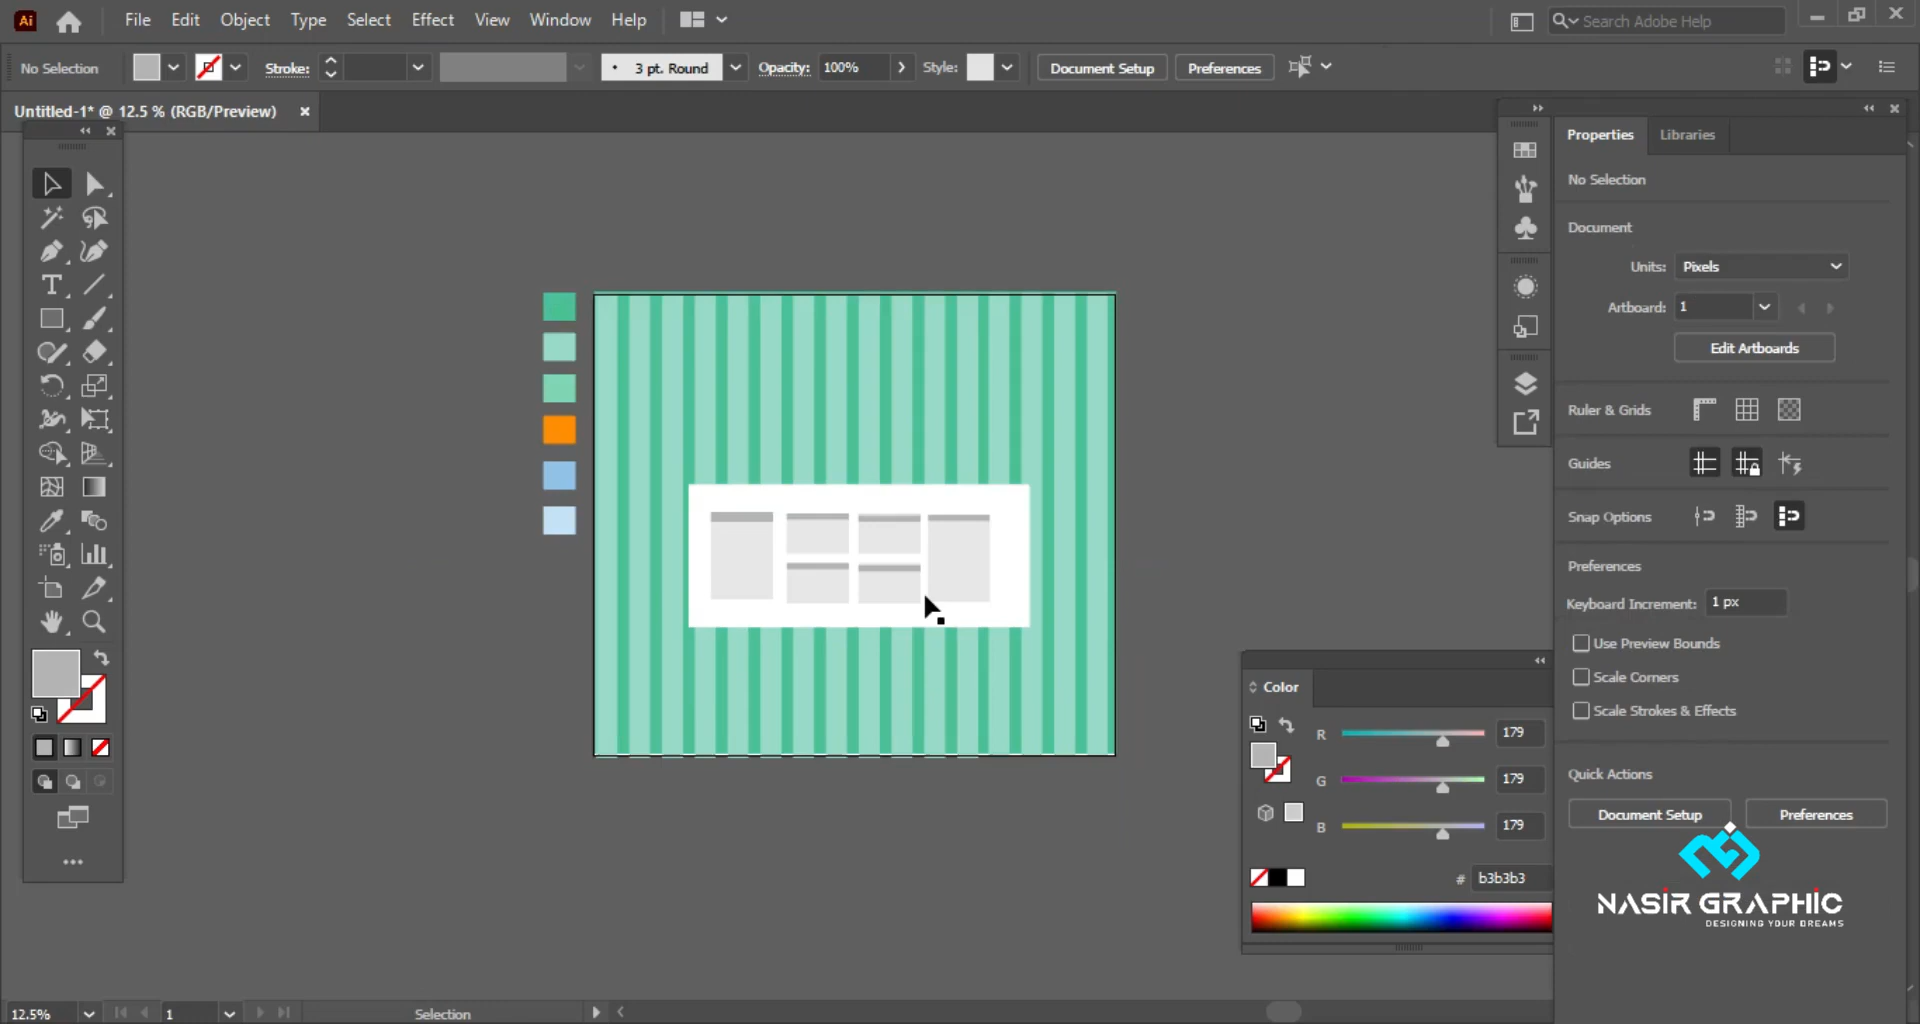 Ai File Edit Object Type Select Effect View Window Help Search Adobe Help
No Selection Stroke: 3 pt. Round Opacity: 100% Style: Document Setup Preferences
Untitled-1* @ 12.5 % (RGB/Preview)
Properties Libraries
No Selection
Document
Units: Pixels
Artboard: 1
Edit Artboards
Ruler & Grids
Guides
Snap Options
Preferences
Keyboard Increment: 1 px
Use Preview Bounds
Scale Corners
Scale Strokes & Effects
Quick Actions
Document Setup Preferences
Color
R 179
G 179
B 179
# b3b3b3
NASIR GRAPHIC
DESIGNING YOUR DREAMS
12.5% 1 Selection